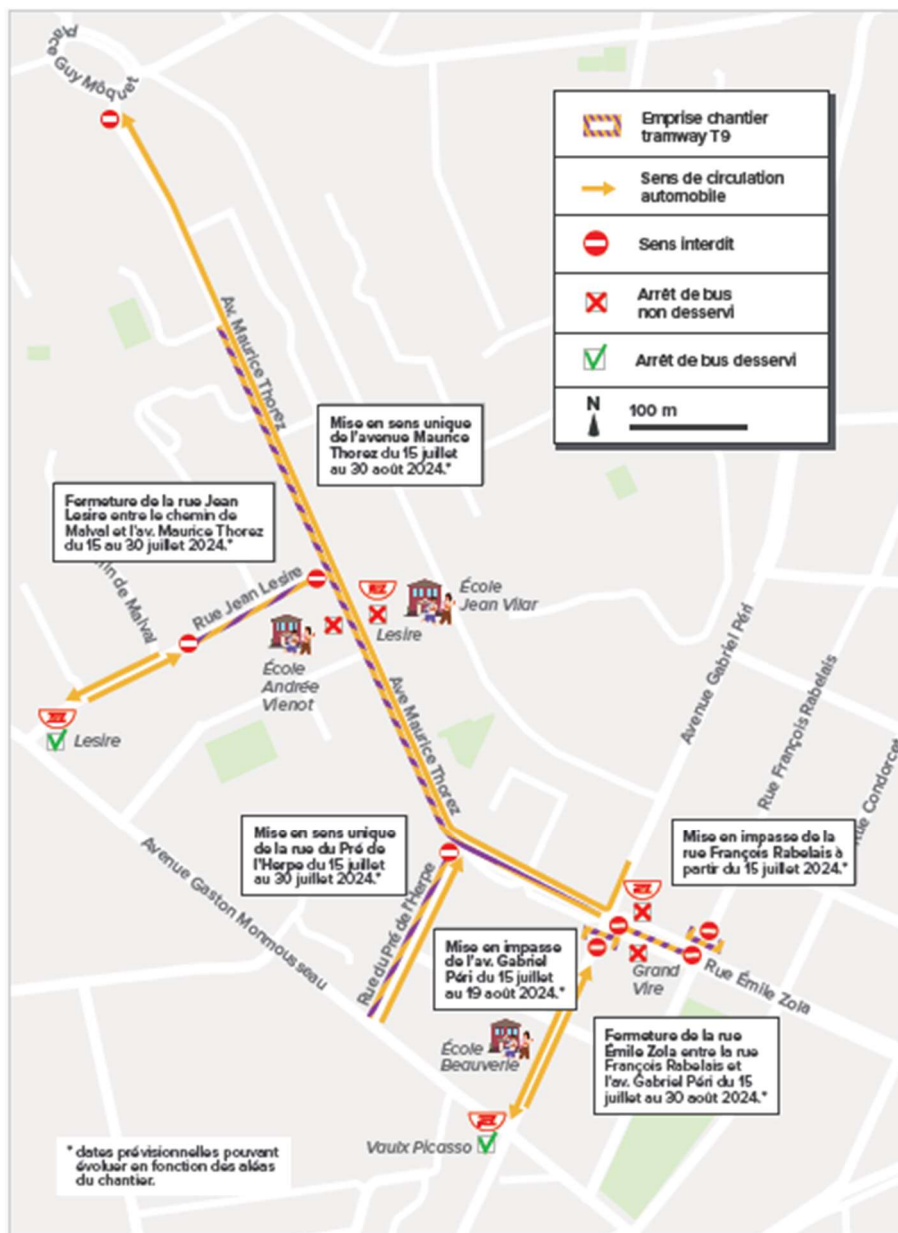 Place Guy Môquet
Emprise chantier
tramway T9
Sens de circulation
automobile
Sens interdit
Arrêt de bus
non desservi
Arrêt de bus desservi
N
100 m
Av. Maurice Thorez
Mise en sens unique
de l'avenue Maurice
Thorez du 15 juillet
au 30 août 2024.*
Fermeture de la rue Jean
Lesire entre le chemin de
Malval et l'av. Maurice Thorez
du 15 au 30 juillet 2024.*
de Malval
Rue Jean Lesire
École
Jean Vilar
Lesire
École
Andrée
Vienot
Lesire
Ave Maurice Thorez
Avenue Gabriel Péri
Rue François Rabelais
Rue Condorcet
Avenue Gaston Monmousseau
Mise en sens unique
de la rue du Pré de
l'Herpe du 15 juillet
au 30 juillet 2024.*
Mise en impasse de la
rue François Rabelais à
partir du 15 juillet 2024.*
Rue du Pré de l'Herpe
Mise en impasse
de l'av. Gabriel
Péri du 15 juillet
au 19 août 2024.*
Grand
Vire
Rue Émile Zola
École
Beauverie
Fermeture de la rue
Émile Zola entre la rue
François Rabelais et
l'av. Gabriel Péri du 15
juillet au 30 août 2024.*
Vaulx Picasso
* dates prévisionnelles pouvant
évoluer en fonction des aléas
du chantier.